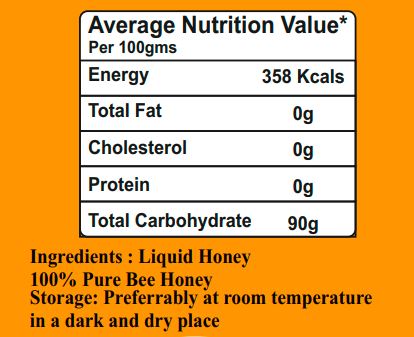 Average Nutrition Value*
Per 100gms
Energy 358 Kcals
Total Fat 0g
Cholesterol 0g
Protein 0g
Total Carbohydrate 90g
Ingredients : Liquid Honey
100% Pure Bee Honey
Storage: Preferrably at room temperature
in a dark and dry place